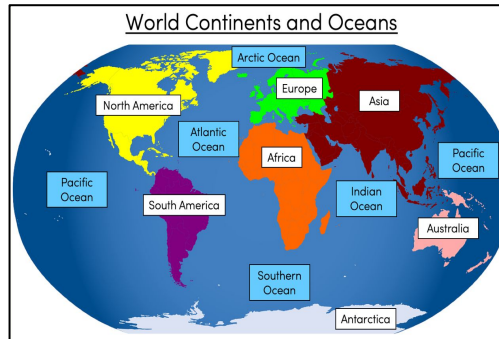 World Continents and Oceans
Arctic Ocean
Europe
Asia
North America
Atlantic
Ocean
Africa
Pacific
Ocean
Pacific
Ocean
South America
Indian
Ocean
Australia
Southern
Ocean
Antarctica